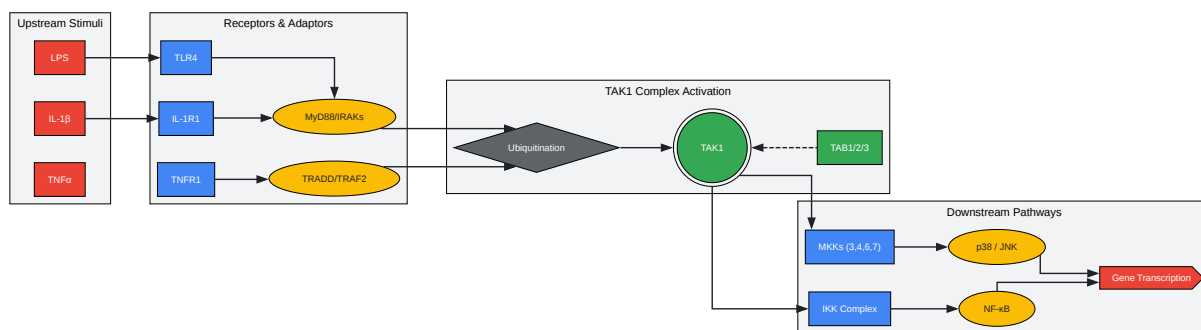 Upstream Stimuli
LPS
IL-1β
TNFα
Receptors & Adaptors
TLR4
IL-1R1
TNFR1
MyD88/IRAKs
TRADD/TRAF2
TAK1 Complex Activation
Ubiquitination
TAK1
TAB1/2/3
Downstream Pathways
MKKs (3,4,6,7)
p38 / JNK
IKK Complex
NF-κB
Gene Transcription